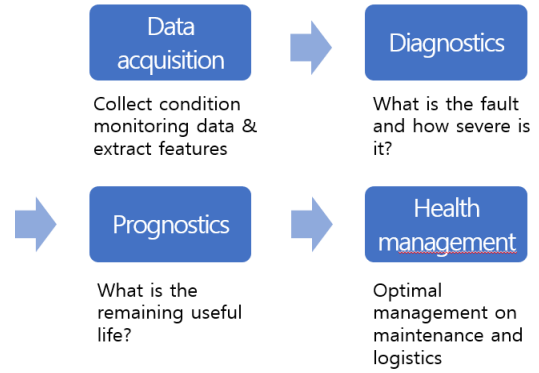 Data
acquisition
Diagnostics
Collect condition
monitoring data &
extract features
What is the fault
and how severe is
it?
Prognostics
Health
management
What is the
remaining useful
life?
Optimal
management on
maintenance and
logistics